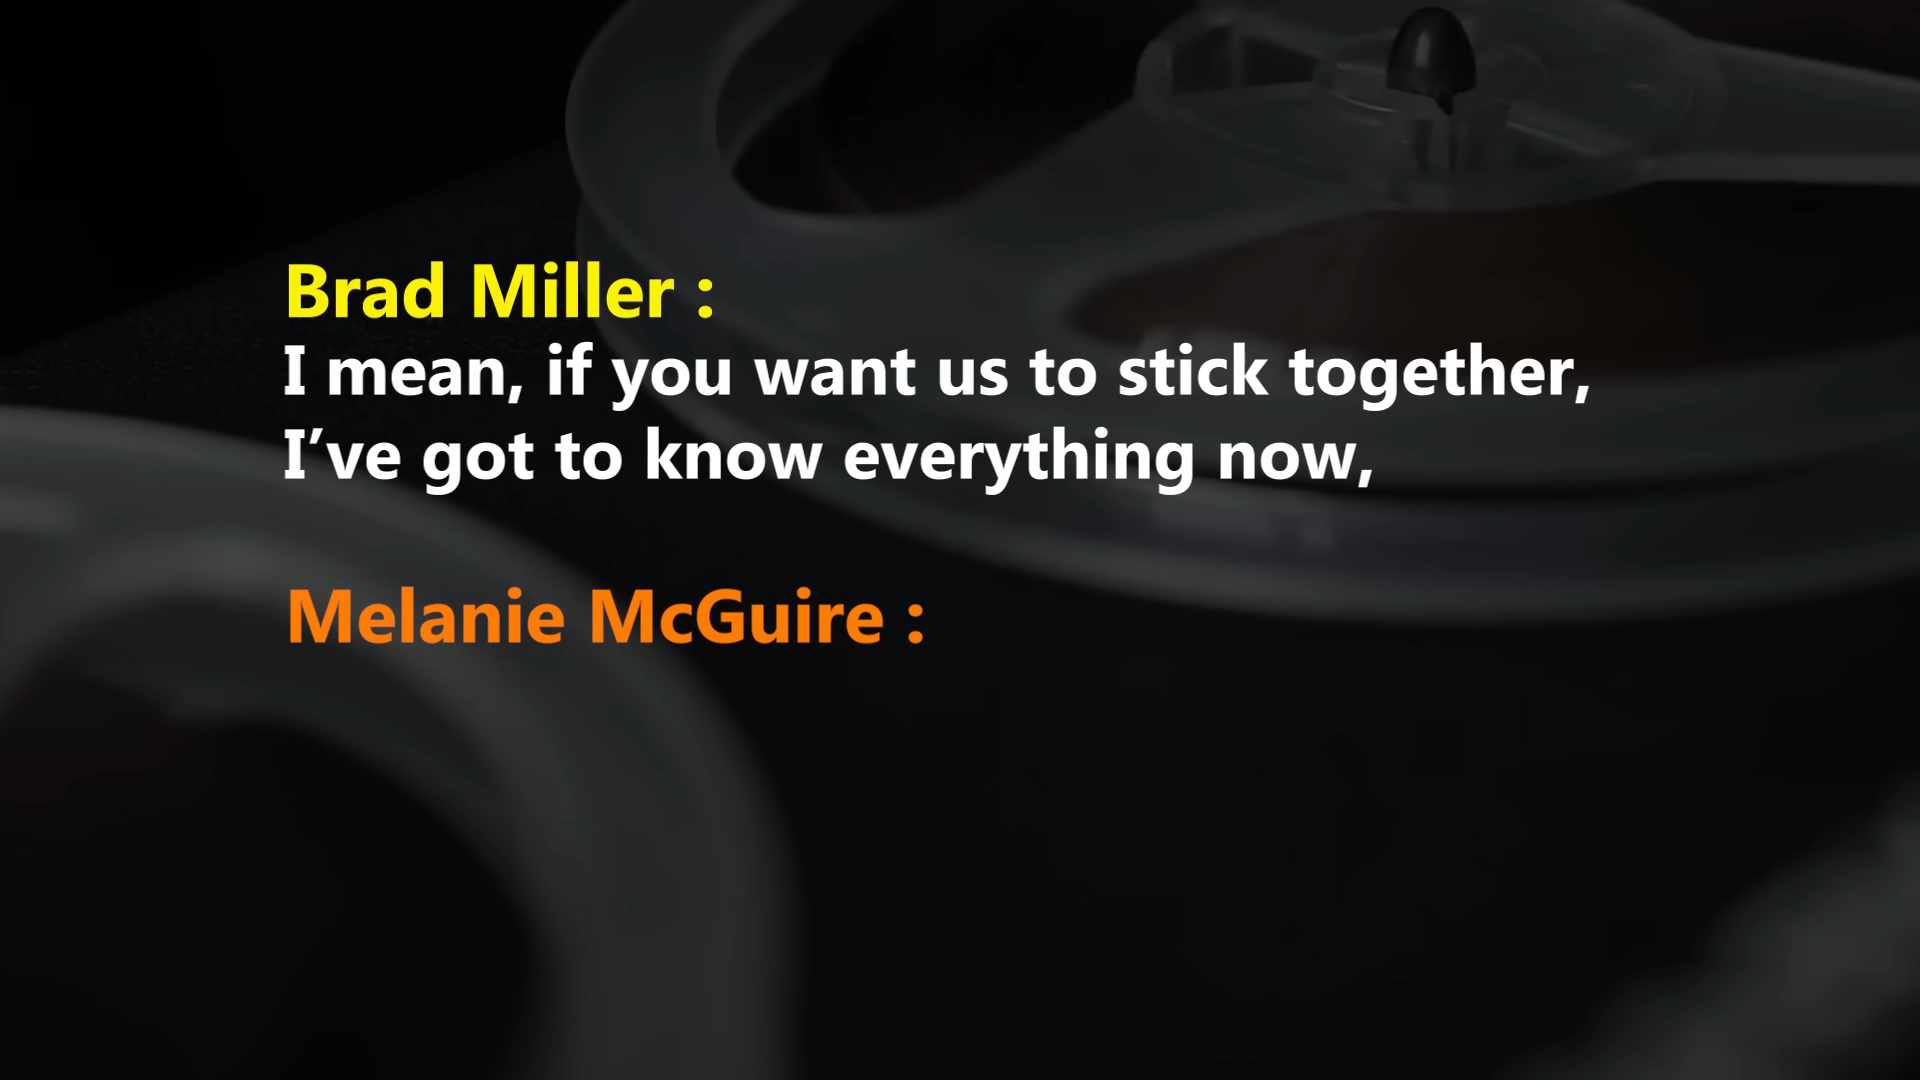 Brad Miller :
I mean, if you want us to stick together,
I’ve got to know everything now,
Melanie McGuire :